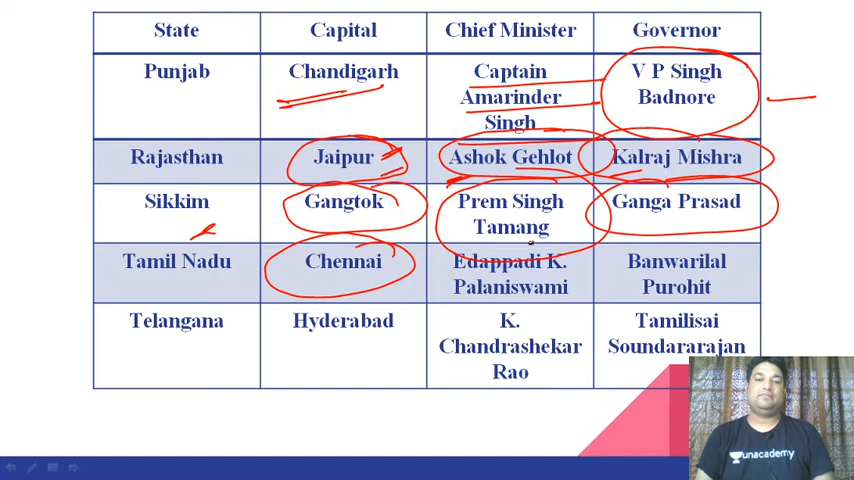 State Capital Chief Minister Governor
Punjab Chandigarh Captain Amarinder Singh V P Singh Badnore
Rajasthan Jaipur Ashok Gehlot Kalraj Mishra
Sikkim Gangtok Prem Singh Tamang Ganga Prasad
Tamil Nadu Chennai Edappadi K. Palaniswami Banwarilal Purohit
Telangana Hyderabad K. Chandrashekar Rao Tamilisai Soundararajan
unacademy